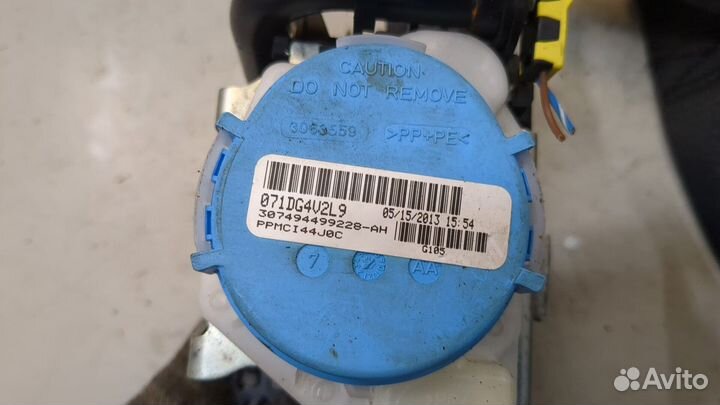 CAUTION
DO NOT REMOVE
3063559
>PP+PE<
071DG4V2L9
05/15/2013 15:54
307494499228-AH
PPMCI44J0C
G105
7
AA
Avito